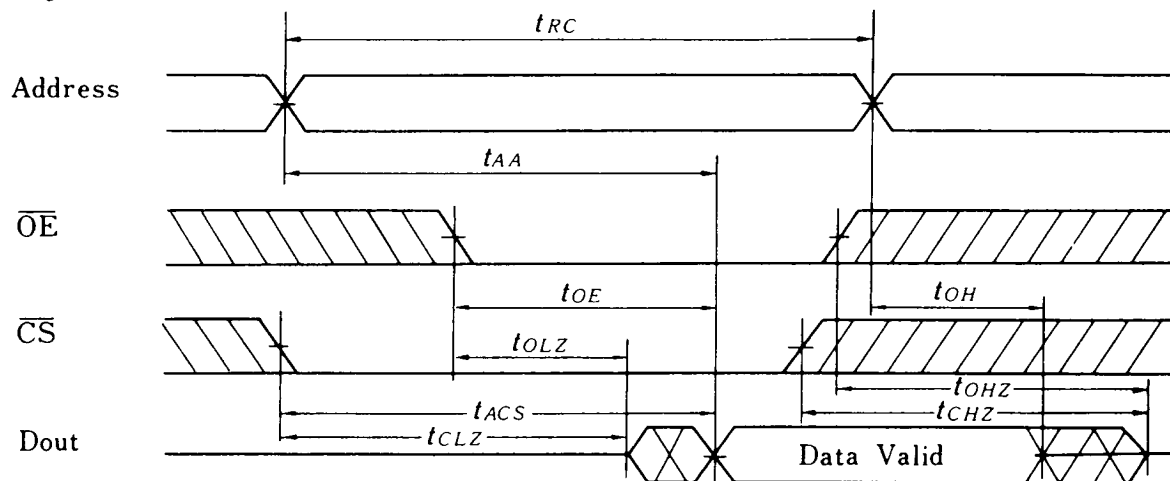 tRC
Address
tAA
OE
tOE
tOH
CS
tOLZ
tOHZ
tACS
tCHZ
tCLZ
Dout
Data Valid